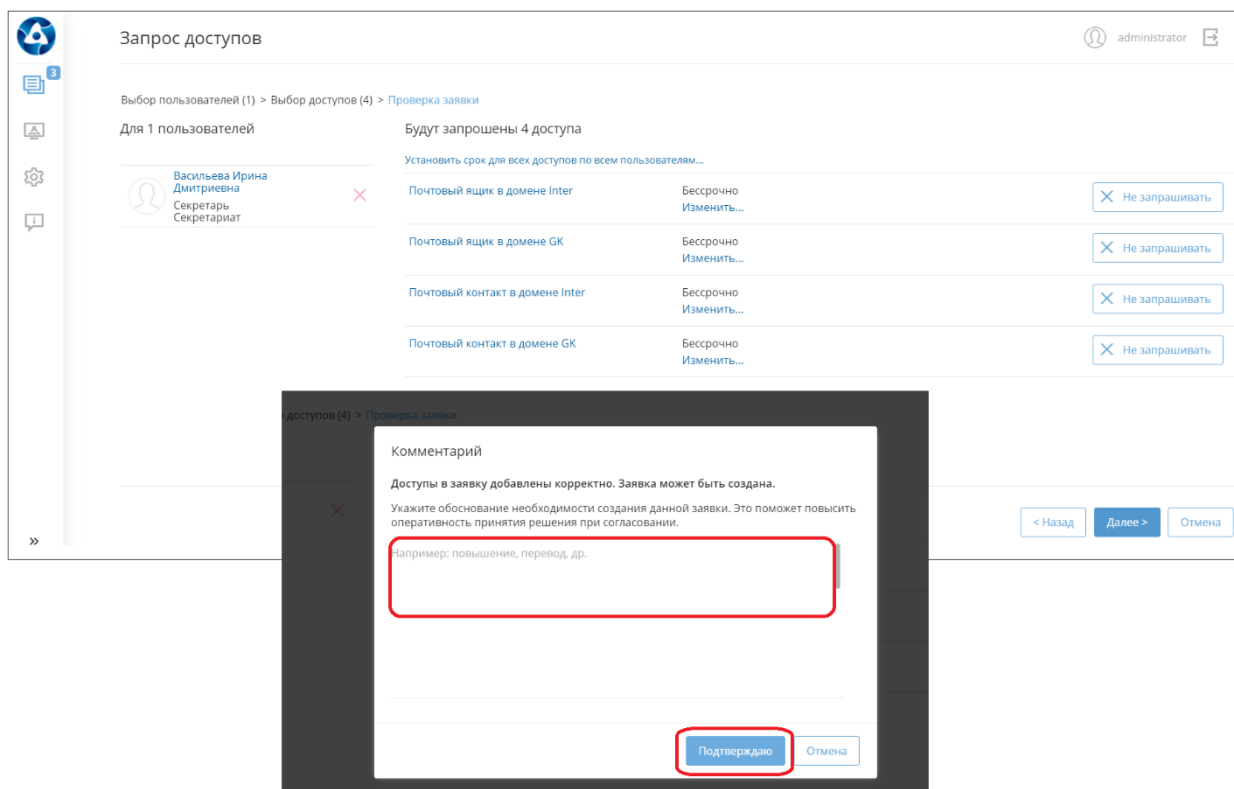 Запрос доступов
administrator
3
Выбор пользователей (1) > Выбор доступов (4) > Проверка заявки
Для 1 пользователей
Васильева Ирина
Дмитриевна
Секретарь
Секретариат
Будут запрошены 4 доступа
Установить срок для всех доступов по всем пользователям...
Почтовый ящик в домене Inter
Бессрочно
Изменить...
Не запрашивать
Почтовый ящик в домене GK
Бессрочно
Изменить...
Не запрашивать
Почтовый контакт в домене Inter
Бессрочно
Изменить...
Не запрашивать
Почтовый контакт в домене GK
Бессрочно
Изменить...
Не запрашивать
доступов (4) > Проверка заявки
Комментарий
Доступы в заявку добавлены корректно. Заявка может быть создана.
Укажите обоснование необходимости создания данной заявки. Это поможет повысить
оперативность принятия решения при согласовании.
Например: повышение, перевод, др.
Подтверждаю
Отмена
< Назад
Далее >
Отмена
»